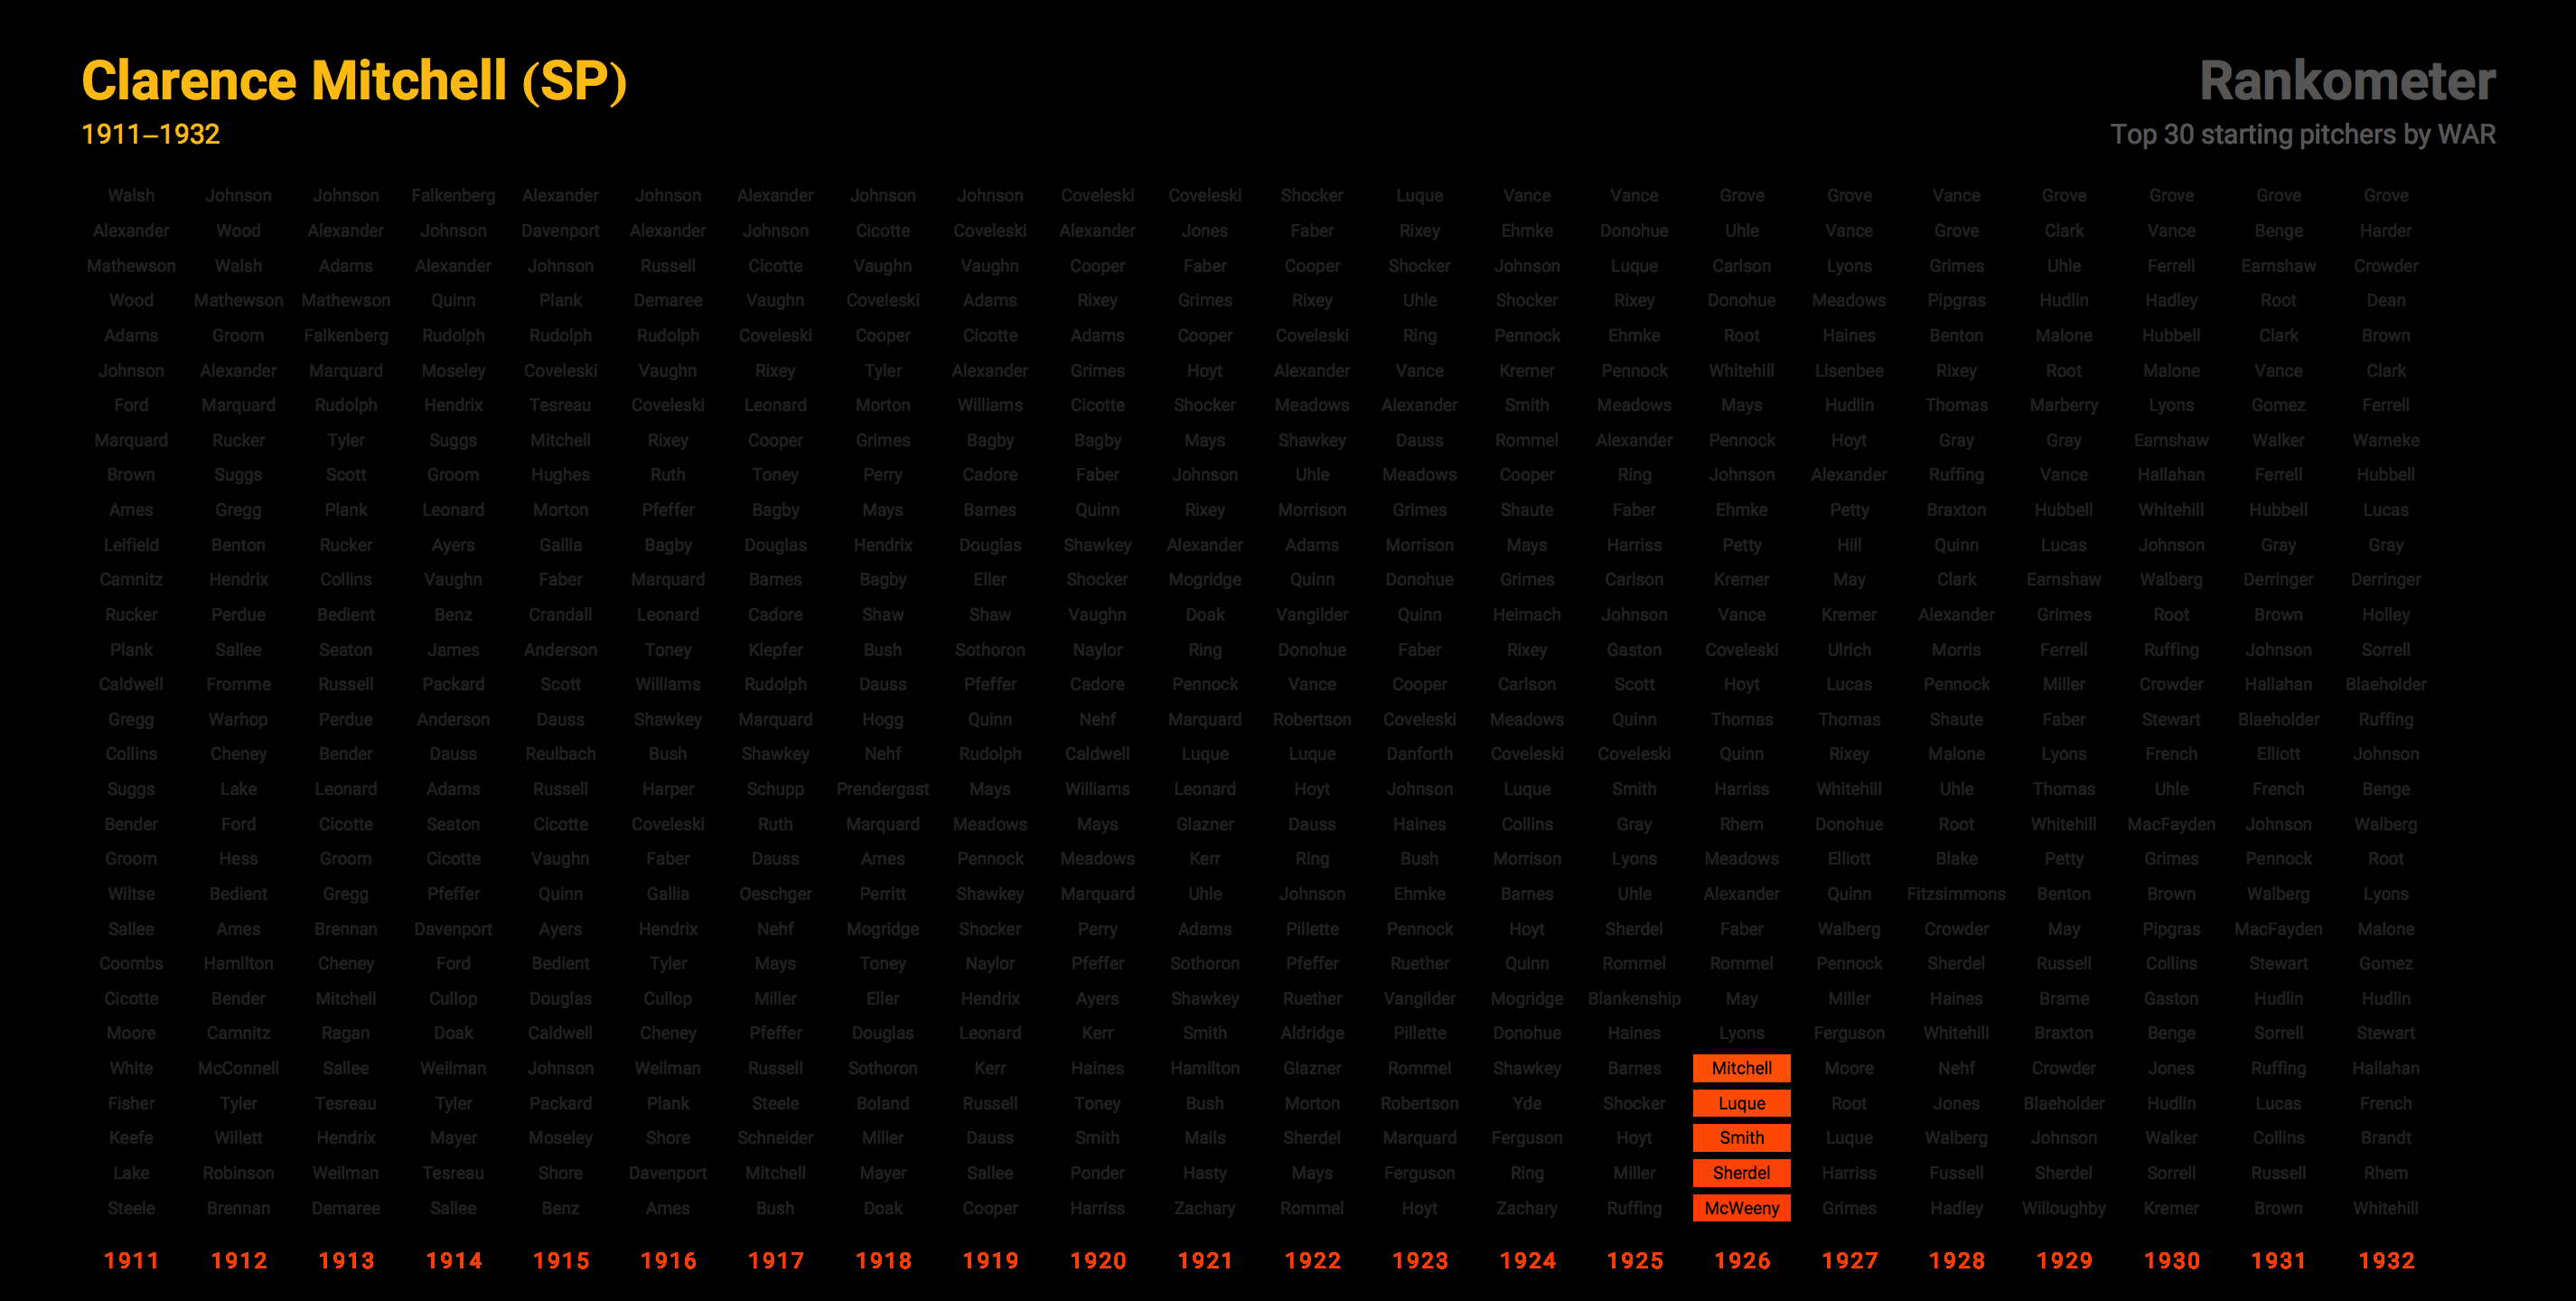 Clarence Mitchell (SP)
Rankometer
1911–1932
Top 30 starting pitchers by WAR
Walsh Johnson Johnson Falkenberg Alexander Johnson Alexander Johnson Johnson Coveleski Coveleski Shocker Luque Vance Vance Grove Grove Vance Grove Grove Grove Grove
Alexander Wood Alexander Johnson Davenport Alexander Johnson Cicotte Coveleski Alexander Jones Faber Rixey Ehmke Donohue Uhle Vance Grove Clark Vance Benge Harder
Mathewson Walsh Adams Alexander Johnson Russell Cicotte Vaughn Vaughn Cooper Faber Cooper Shocker Johnson Luque Carlson Lyons Grimes Uhle Ferrell Earnshaw Crowder
Wood Mathewson Mathewson Quinn Plank Demaree Vaughn Coveleski Adams Rixey Grimes Rixey Uhle Shocker Rixey Donohue Meadows Pipgras Hudlin Hadley Root Dean
Adams Groom Falkenberg Rudolph Rudolph Rudolph Coveleski Cooper Cicotte Adams Cooper Coveleski Ring Pennock Ehmke Root Haines Benton Malone Hubbell Clark Brown
Johnson Alexander Marquard Moseley Coveleski Vaughn Rixey Tyler Alexander Grimes Hoyt Alexander Vance Kremer Pennock Whitehill Lisenbee Rixey Root Malone Vance Clark
Ford Marquard Rudolph Hendrix Tesreau Coveleski Leonard Morton Williams Cicotte Shocker Meadows Alexander Smith Meadows Mays Hudlin Thomas Marberry Lyons Gomez Ferrell
Marquard Rucker Tyler Suggs Mitchell Rixey Cooper Grimes Bagby Bagby Mays Shawkey Dauss Rommel Alexander Pennock Hoyt Gray Gray Earnshaw Walker Warneke
Brown Suggs Scott Groom Hughes Ruth Toney Perry Cadore Faber Johnson Uhle Meadows Cooper Ring Johnson Alexander Ruffing Vance Hallahan Ferrell Hubbell
Ames Gregg Plank Leonard Morton Pfeffer Bagby Mays Barnes Quinn Rixey Morrison Grimes Shaute Faber Ehmke Petty Braxton Hubbell Whitehill Hubbell Lucas
Leifield Benton Rucker Ayers Gallia Bagby Douglas Hendrix Douglas Shawkey Alexander Adams Morrison Mays Harriss Petty Hill Quinn Lucas Johnson Gray Gray
Camnitz Hendrix Collins Vaughn Faber Marquard Barnes Bagby Eller Shocker Mogridge Quinn Donohue Grimes Carlson Kremer May Clark Earnshaw Walberg Derringer Derringer
Rucker Perdue Bedient Benz Crandall Leonard Cadore Shaw Shaw Vaughn Doak Vangilder Quinn Heimach Johnson Vance Kremer Alexander Grimes Root Brown Holley
Plank Sallee Seaton James Anderson Toney Klepfer Bush Sothoron Naylor Ring Donohue Faber Rixey Gaston Coveleski Ulrich Morris Ferrell Ruffing Johnson Sorrell
Caldwell Fromme Russell Packard Scott Williams Rudolph Dauss Pfeffer Cadore Pennock Vance Cooper Carlson Scott Hoyt Lucas Pennock Miller Crowder Hallahan Blaeholder
Gregg Warhop Perdue Anderson Dauss Shawkey Marquard Hogg Quinn Nehf Marquard Robertson Coveleski Meadows Quinn Thomas Thomas Shaute Faber Stewart Blaeholder Ruffing
Collins Cheney Bender Dauss Reulbach Bush Shawkey Nehf Rudolph Caldwell Luque Luque Danforth Coveleski Coveleski Quinn Rixey Malone Lyons French Elliott Johnson
Suggs Lake Leonard Adams Russell Harper Schupp Prendergast Mays Williams Leonard Hoyt Johnson Luque Smith Harriss Whitehill Uhle Thomas Uhle French Benge
Bender Ford Cicotte Seaton Cicotte Coveleski Ruth Marquard Meadows Mays Glazner Dauss Haines Collins Gray Rhem Donohue Root Whitehill MacFayden Johnson Walberg
Groom Hess Groom Cicotte Vaughn Faber Dauss Ames Pennock Meadows Kerr Ring Bush Morrison Lyons Meadows Elliott Blake Petty Grimes Pennock Root
Wiltse Bedient Gregg Pfeffer Quinn Gallia Oeschger Perritt Shawkey Marquard Uhle Johnson Ehmke Barnes Uhle Alexander Quinn Fitzsimmons Benton Brown Walberg Lyons
Sallee Ames Brennan Davenport Ayers Hendrix Nehf Mogridge Shocker Perry Adams Pillette Pennock Hoyt Sherdel Faber Walberg Crowder May Pipgras MacFayden Malone
Coombs Hamilton Cheney Ford Bedient Tyler Mays Toney Naylor Pfeffer Sothoron Pfeffer Ruether Quinn Rommel Rommel Pennock Sherdel Russell Collins Stewart Gomez
Cicotte Bender Mitchell Cullop Douglas Cullop Miller Eller Hendrix Ayers Shawkey Ruether Vangilder Mogridge Blankenship May Miller Haines Brame Gaston Hudlin Hudlin
Moore Camnitz Ragan Doak Caldwell Cheney Pfeffer Douglas Leonard Kerr Smith Aldridge Pillette Donohue Haines Lyons Ferguson Whitehill Braxton Benge Sorrell Stewart
White McConnell Sallee Weilman Johnson Weilman Russell Sothoron Kerr Haines Hamilton Glazner Rommel Shawkey Barnes Mitchell Moore Nehf Crowder Jones Ruffing Hallahan
Fisher Tyler Tesreau Tyler Packard Plank Steele Boland Russell Toney Bush Morton Robertson Yde Shocker Luque Root Jones Blaeholder Hudlin Lucas French
Keefe Willett Hendrix Mayer Moseley Shore Schneider Miller Dauss Smith Mails Sherdel Marquard Ferguson Hoyt Smith Luque Walberg Johnson Walker Collins Brandt
Lake Robinson Weilman Tesreau Shore Davenport Mitchell Mayer Sallee Ponder Hasty Mays Ferguson Ring Miller Sherdel Harriss Fussell Sherdel Sorrell Russell Rhem
Steele Brennan Demaree Sallee Benz Ames Bush Doak Cooper Harriss Zachary Rommel Hoyt Zachary Ruffing McWeeny Grimes Hadley Willoughby Kremer Brown Whitehill
1911 1912 1913 1914 1915 1916 1917 1918 1919 1920 1921 1922 1923 1924 1925 1926 1927 1928 1929 1930 1931 1932